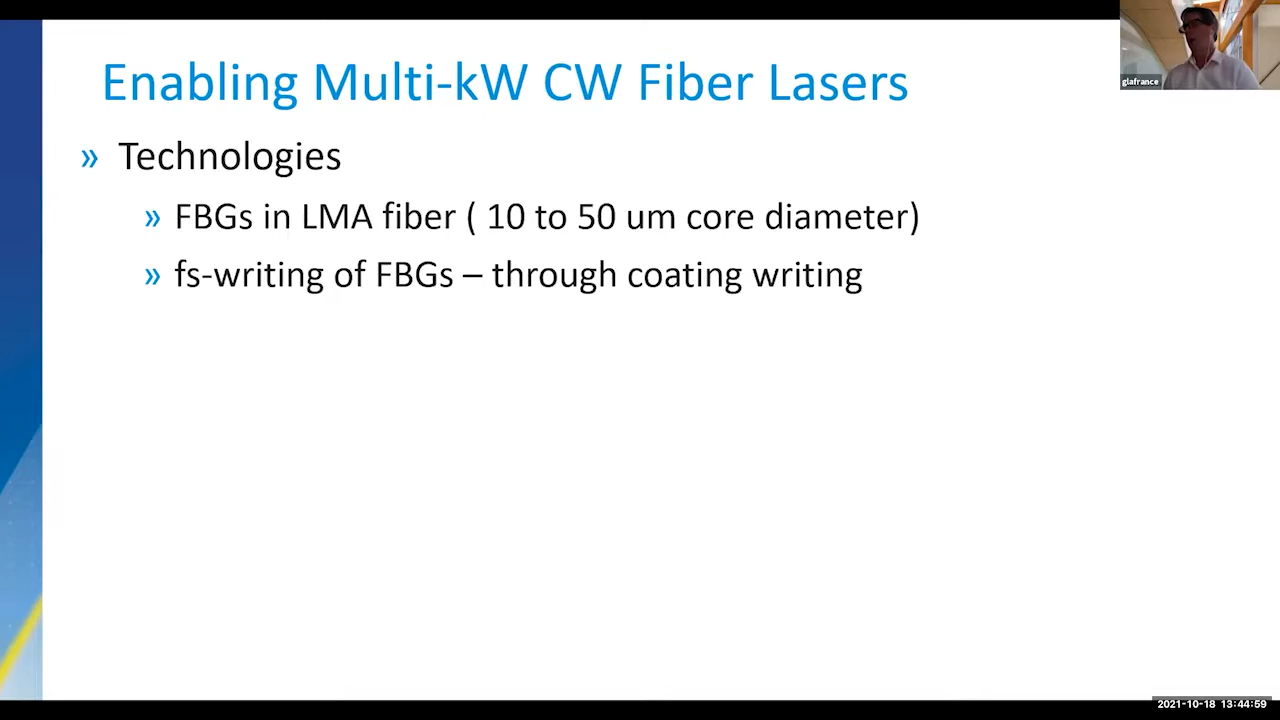 Enabling Multi-kW CW Fiber Lasers
glafrance
» Technologies
» FBGs in LMA fiber ( 10 to 50 um core diameter)
» fs-writing of FBGs – through coating writing
2021-10-18 13:44:59